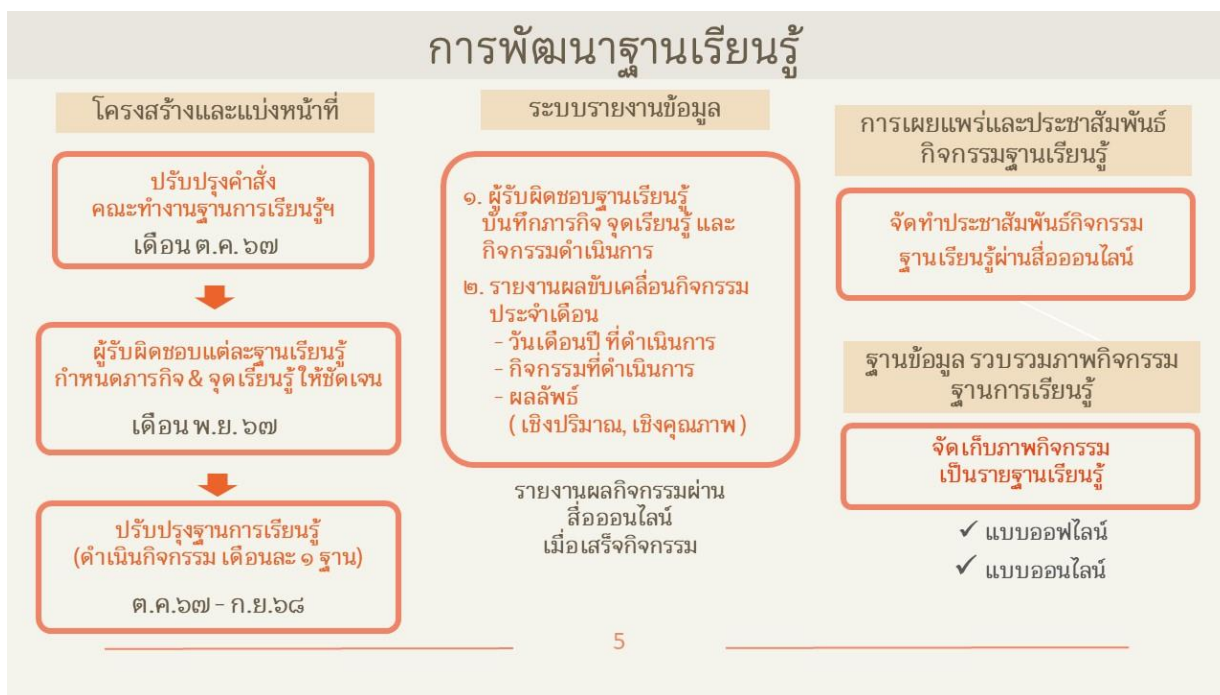 การพัฒนาฐานเรียนรู้
โครงสร้างและแบ่งหน้าที่
ปรับปรุงคำสั่ง
คณะทำงานฐานการเรียนรู้ฯ
เดือน ต.ค. ๖๗
ผู้รับผิดชอบแต่ละฐานเรียนรู้
กำหนดภารกิจ & จุดเรียนรู้ ให้ชัดเจน
เดือน พ.ย. ๖๗
ปรับปรุงฐานการเรียนรู้
(ดำเนินกิจกรรม เดือนละ ๑ ฐาน)
ต.ค.๖๗ - ก.ย.๖๘
ระบบรายงานข้อมูล
๑. ผู้รับผิดชอบฐานเรียนรู้
บันทึกภารกิจ จุดเรียนรู้ และ
กิจกรรมดำเนินการ
๒. รายงานผลขับเคลื่อนกิจกรรม
ประจำเดือน
- วันเดือนปี ที่ดำเนินการ
- กิจกรรมที่ดำเนินการ
- ผลลัพธ์
( เชิงปริมาณ, เชิงคุณภาพ )
รายงานผลกิจกรรมผ่าน
สื่อออนไลน์
เมื่อเสร็จกิจกรรม
การเผยแพร่และประชาสัมพันธ์
กิจกรรมฐานเรียนรู้
จัดทำประชาสัมพันธ์กิจกรรม
ฐานเรียนรู้ผ่านสื่อออนไลน์
ฐานข้อมูล รวบรวมภาพกิจกรรม
ฐานการเรียนรู้
จัดเก็บภาพกิจกรรม
เป็นรายฐานเรียนรู้
✓ แบบออฟไลน์
✓ แบบออนไลน์
5